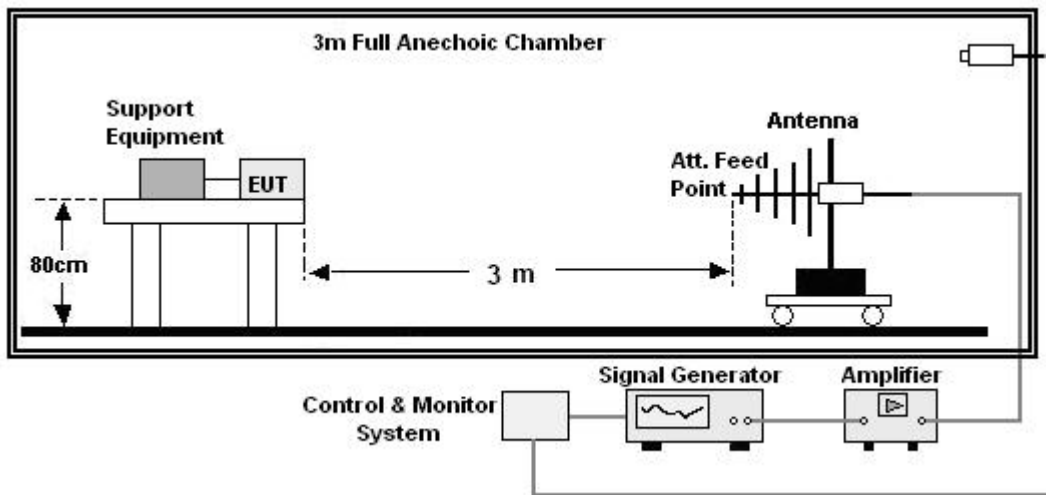 3m Full Anechoic Chamber
Support
Equipment
Antenna
Att. Feed
Point
EUT
80cm
3 m
Signal Generator
Amplifier
Control & Monitor
System